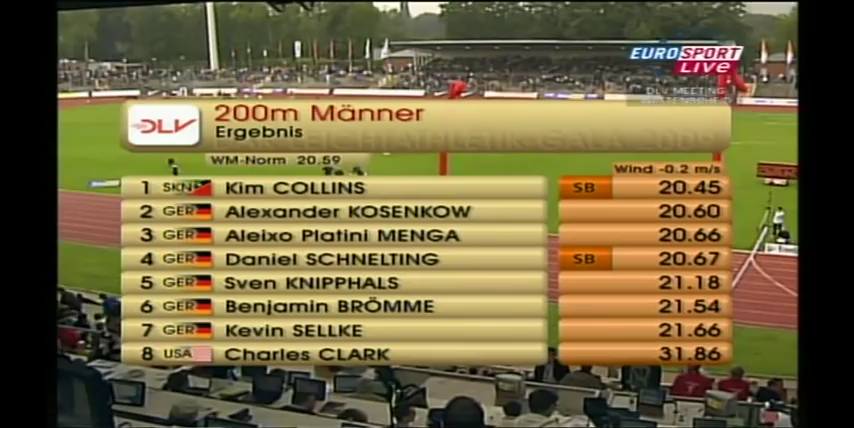 EUROSPORT
LIVE
DLV MEETING
DLV
200m Männer
Ergebnis
WM-Norm 20.59
Wind -0.2 m/s
1 SKN Kim COLLINS SB 20.45
2 GER Alexander KOSENKOW 20.60
3 GER Aleixo Platini MENGA 20.66
4 GER Daniel SCHNELTING SB 20.67
5 GER Sven KNIPPHALS 21.18
6 GER Benjamin BRÖMME 21.54
7 GER Kevin SELLKE 21.66
8 USA Charles CLARK 31.86